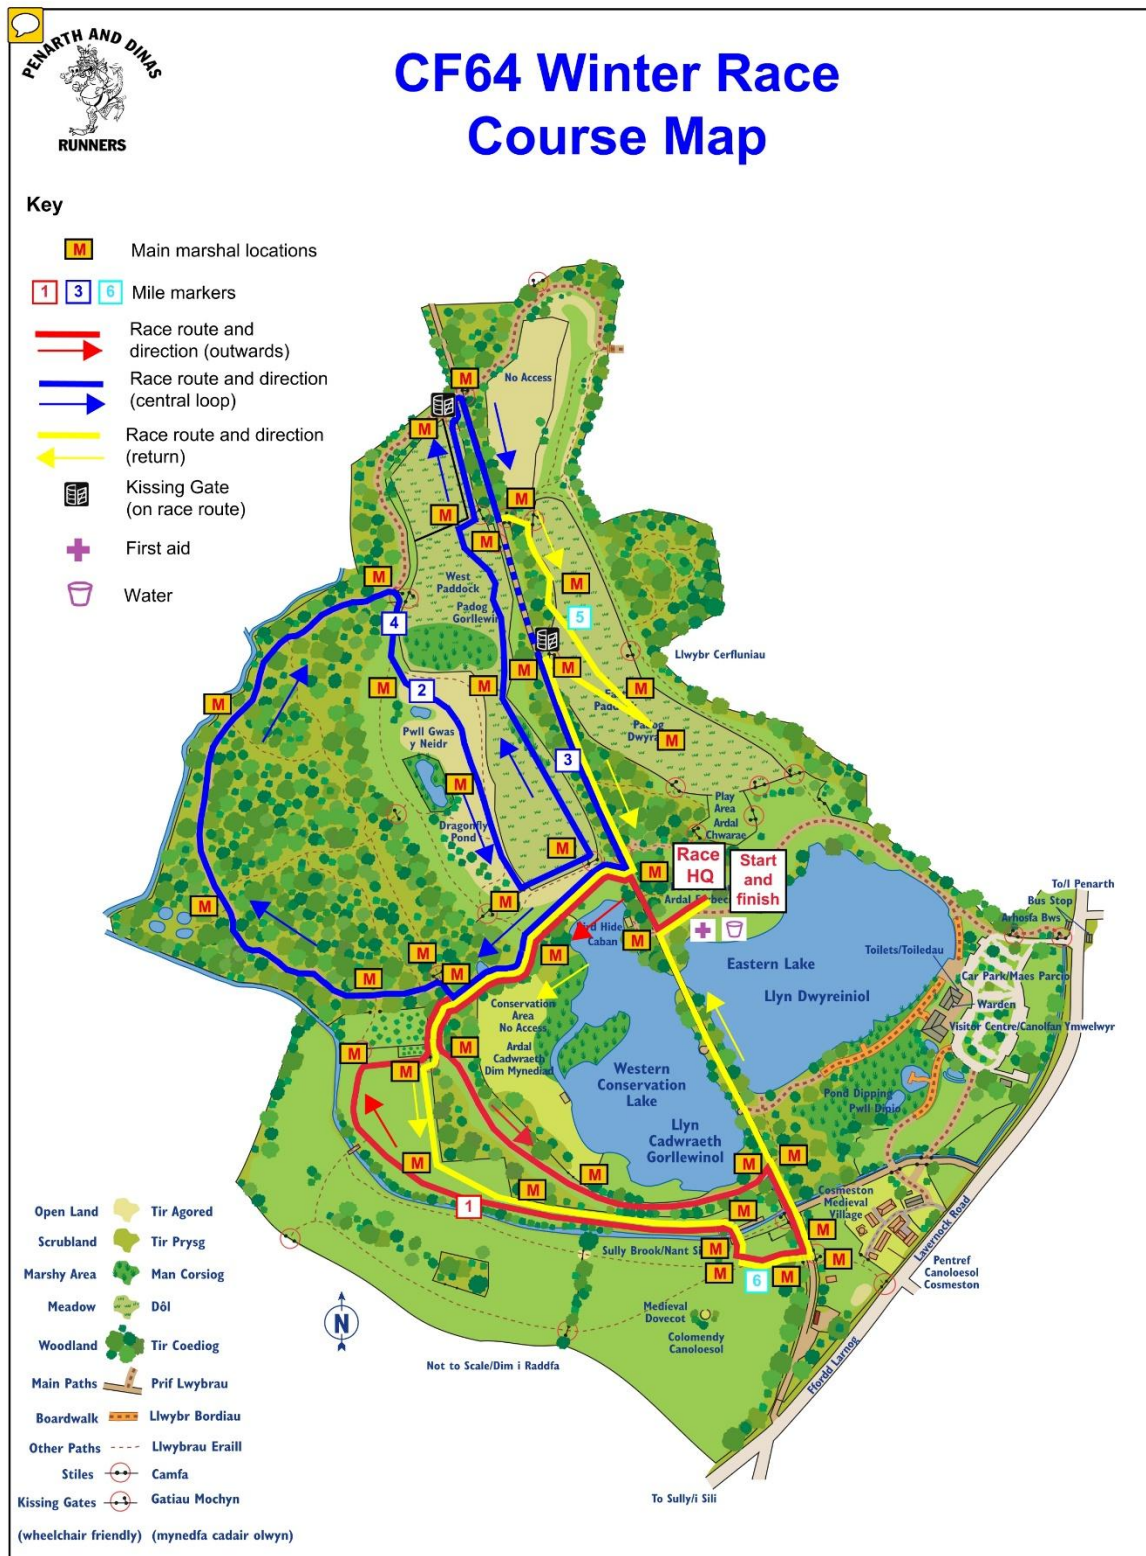 PENARTH AND DINAS
RUNNERS
CF64 Winter Race
Course Map
Key
M Main marshal locations
1 3 6 Mile markers
Race route and
direction (outwards)
Race route and direction
(central loop)
Race route and direction
(return)
Kissing Gate
(on race route)
First aid
Water
M
No Access
M
M
M
M
M
West
Paddock
Padog
M
4
5
Llwybr Cerfluniau
M
M
M
M
M
2
M
M
Padog
Pwll Gwas
y Neidr
M
3
M
Play
Area
Ardal
Chwarae
Dragonfly
Pond
M
M
Race
HQ
Start
and
finish
To/I Penarth
Bus Stop
Arhosfa Bws
M
M
Caban
M
M
Toilets/Toiledau
Eastern Lake
Llyn Dwyreiniol
Car Park/Maes Parcio
Warden
Visitor Centre/Canolfan Ymwelwyr
M
M
M
M
Conservation
Area
No Access
Ardal
Cadwraeth
Dim Mynediad
M
M
M
Western
Conservation
Lake
Llyn
Cadwraeth
Gorllewinol
Pond Dipping
Pwll Dipio
M
M
M
M
M
1
M
Cosmeston
Medieval
Village
M
M
Sully Brook/Nant
M
M
M
6
Lavernock Road
Pentref
Canoloesol
Cosmeston
Medieval
Dovecot
Colomendy
Canoloesol
N
Not to Scale/Dim i Raddfa
Ffordd Larnog
To Sully/i Sili
Open Land Tir Agored
Scrubland Tir Prysg
Marshy Area Man Corsiog
Meadow Dôl
Woodland Tir Coediog
Main Paths Prif Lwybrau
Boardwalk Llwybr Bordiau
Other Paths Llwybrau Eraill
Stiles Camfa
Kissing Gates Gatiau Mochyn
(wheelchair friendly) (mynedfa cadair olwyn)